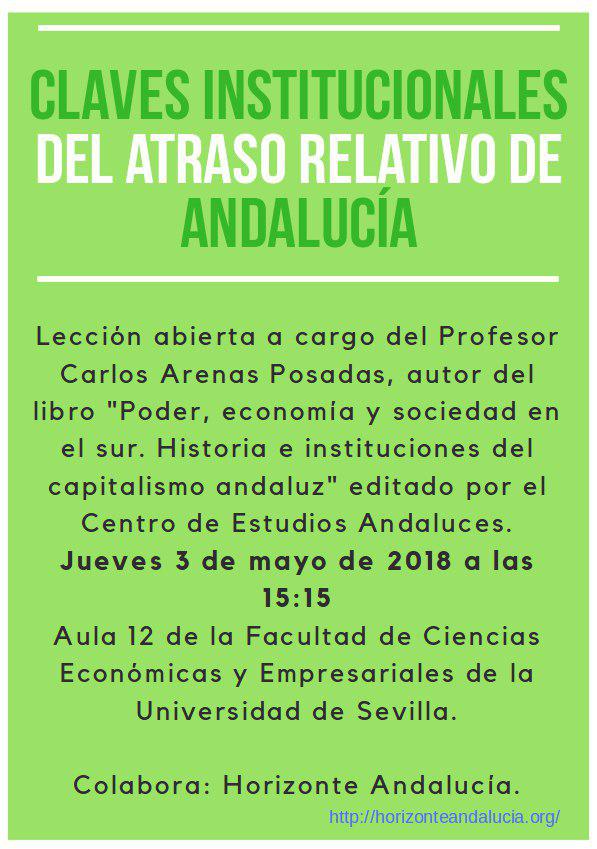 CLAVES INSTITUCIONALES
DEL ATRASO RELATIVO DE
ANDALUCÍA
Lección abierta a cargo del Profesor
Carlos Arenas Posadas, autor del
libro "Poder, economía y sociedad en
el sur. Historia e instituciones del
capitalismo andaluz" editado por el
Centro de Estudios Andaluces.
Jueves 3 de mayo de 2018 a las
15:15
Aula 12 de la Facultad de Ciencias
Económicas y Empresariales de la
Universidad de Sevilla.
Colabora: Horizonte Andalucía.
http://horizonteandalucia.org/